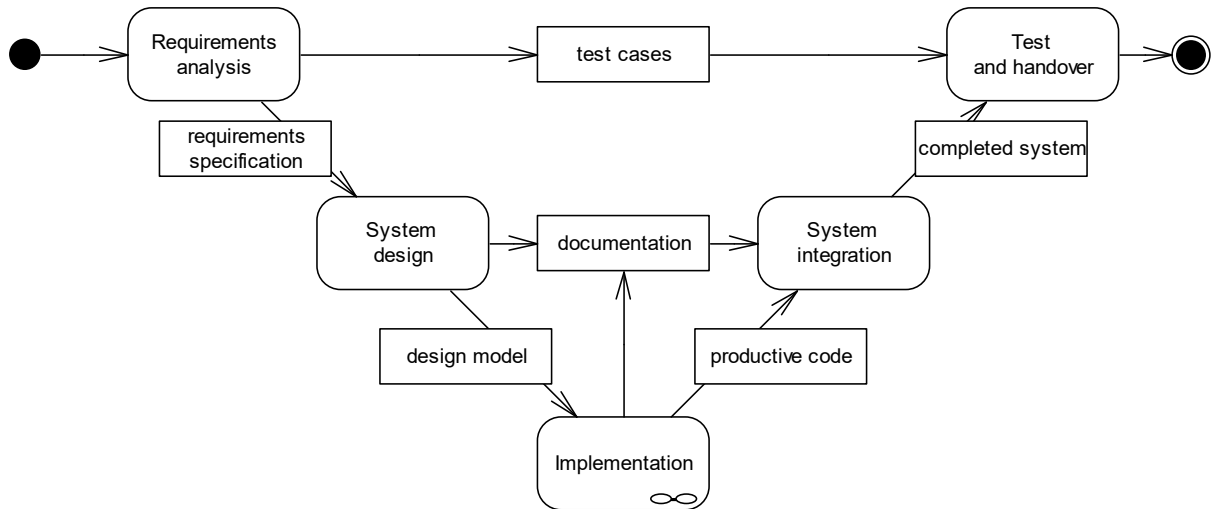 Requirements
analysis
test cases
Test
and handover
requirements
specification
completed system
System
design
documentation
System
integration
design model
productive code
Implementation